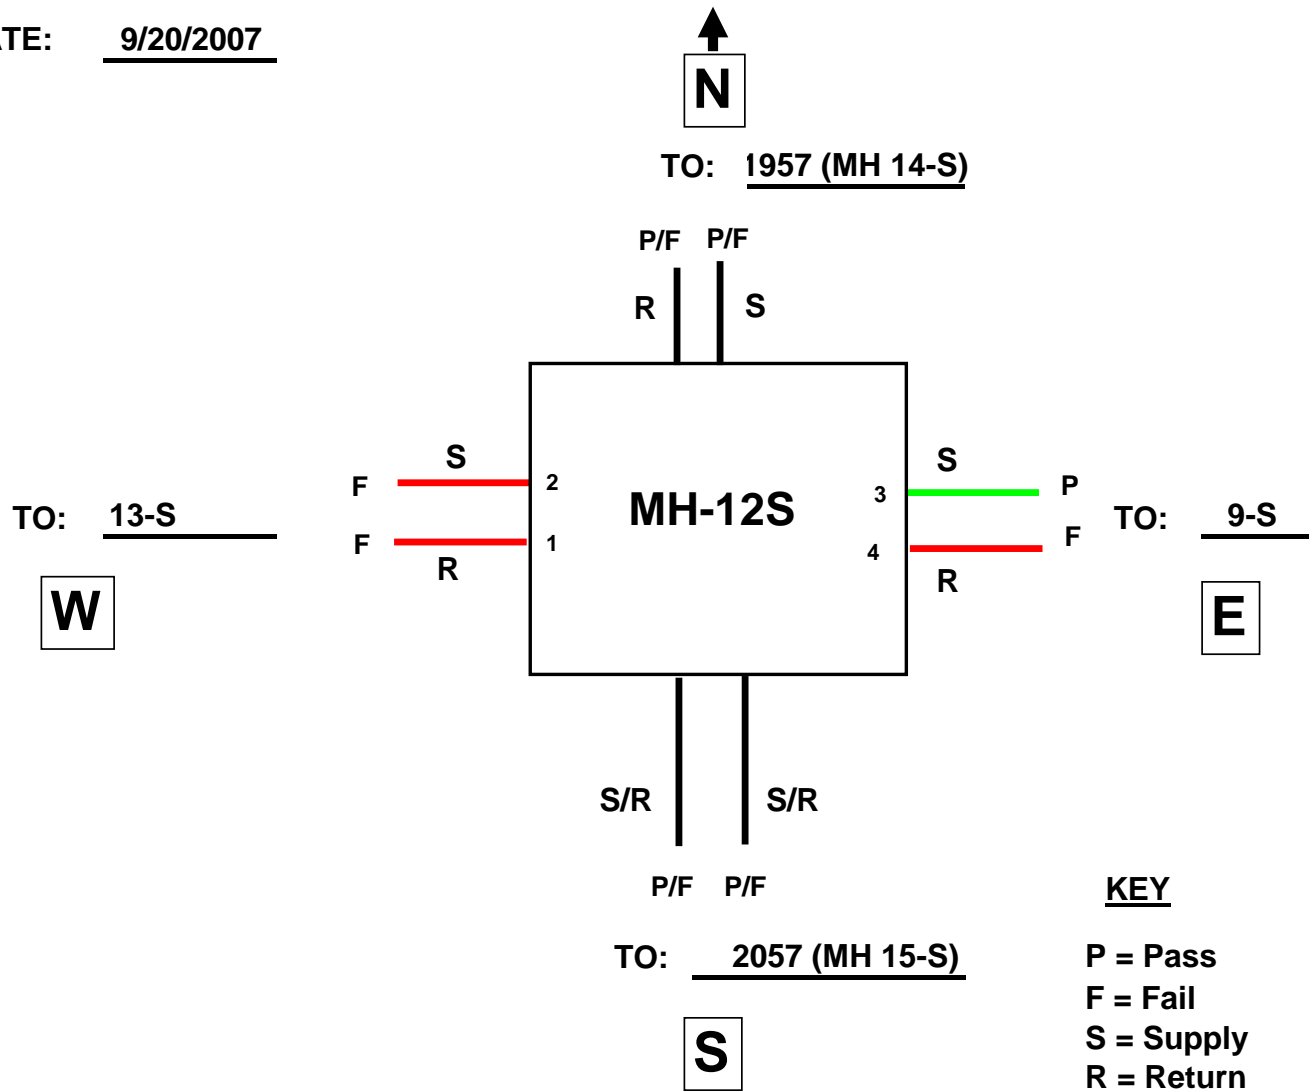 ATE: 9/20/2007
N
TO: 1957 (MH 14-S)
P/F P/F
R S
S S
F 2 MH-12S 3 P
TO: 13-S F 1 4 F TO: 9-S
R R
W E
S/R S/R
P/F P/F
KEY
TO: 2057 (MH 15-S)
P = Pass
F = Fail
S = Supply
S
R = Return